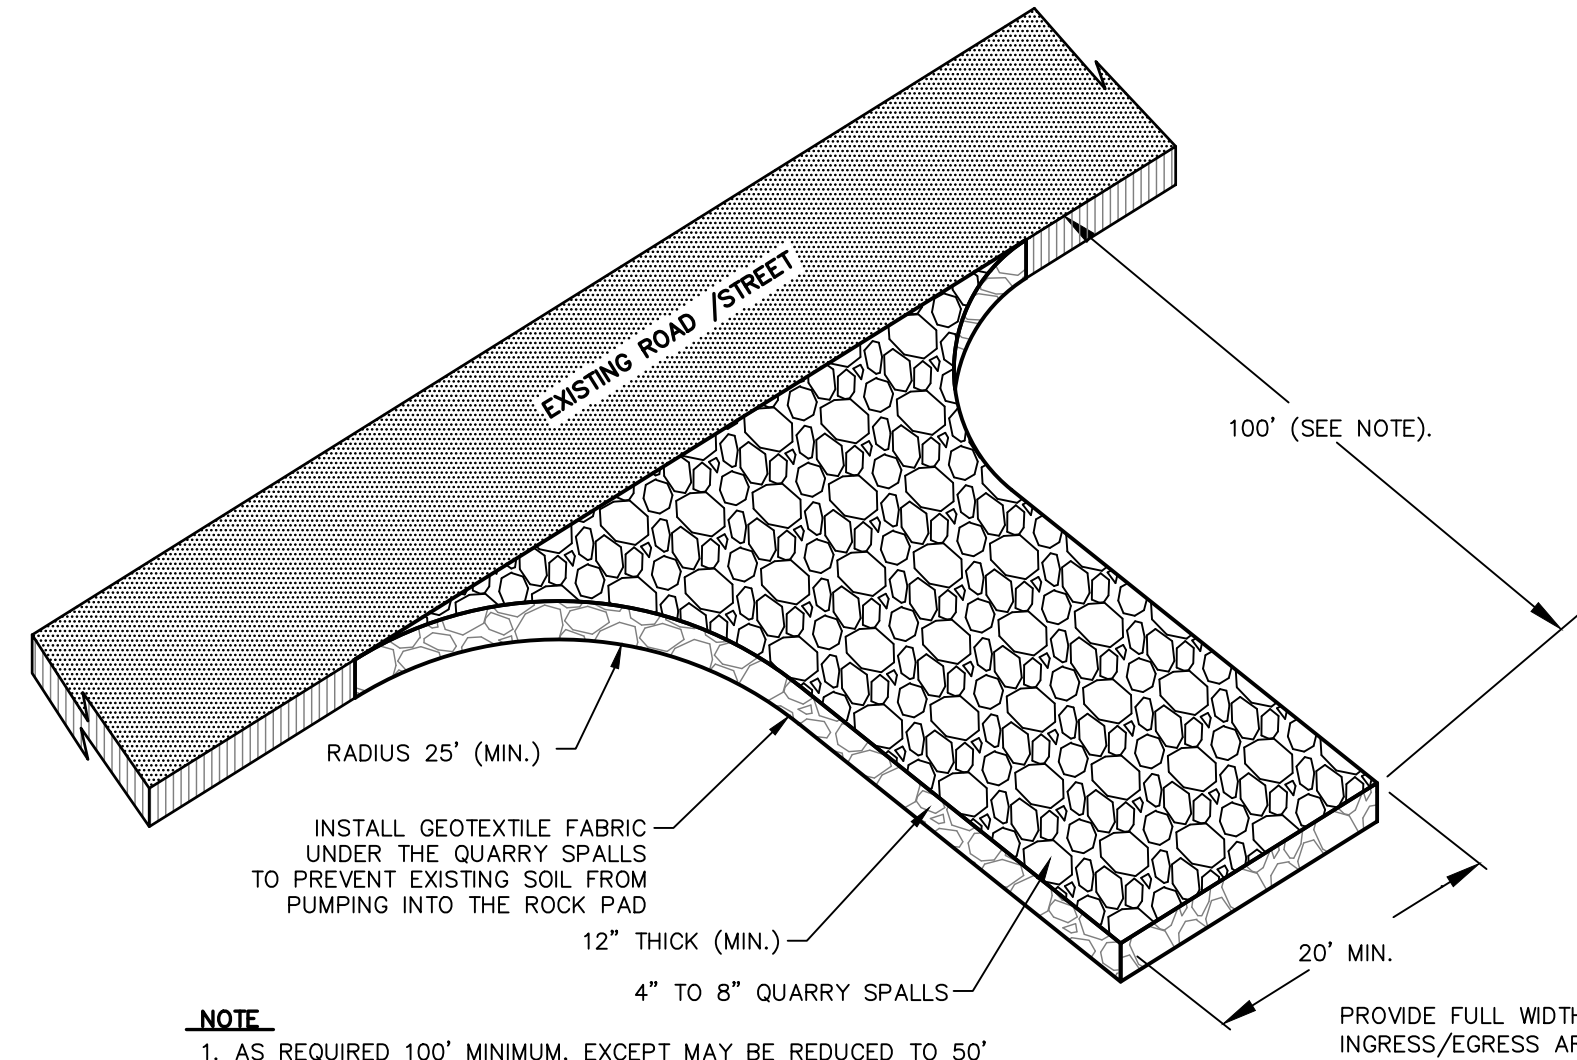 EXISTING ROAD /STREET
100' (SEE NOTE).
RADIUS 25' (MIN.)
INSTALL GEOTEXTILE FABRIC
UNDER THE QUARRY SPALLS
TO PREVENT EXISTING SOIL FROM
PUMPING INTO THE ROCK PAD
12" THICK (MIN.)
4" TO 8" QUARRY SPALLS
20' MIN.
PROVIDE FULL WIDTH
INGRESS/EGRESS
NOTE
1. AS REQUIRED 100' MINIMUM, EXCEPT MAY BE REDUCED TO 50'